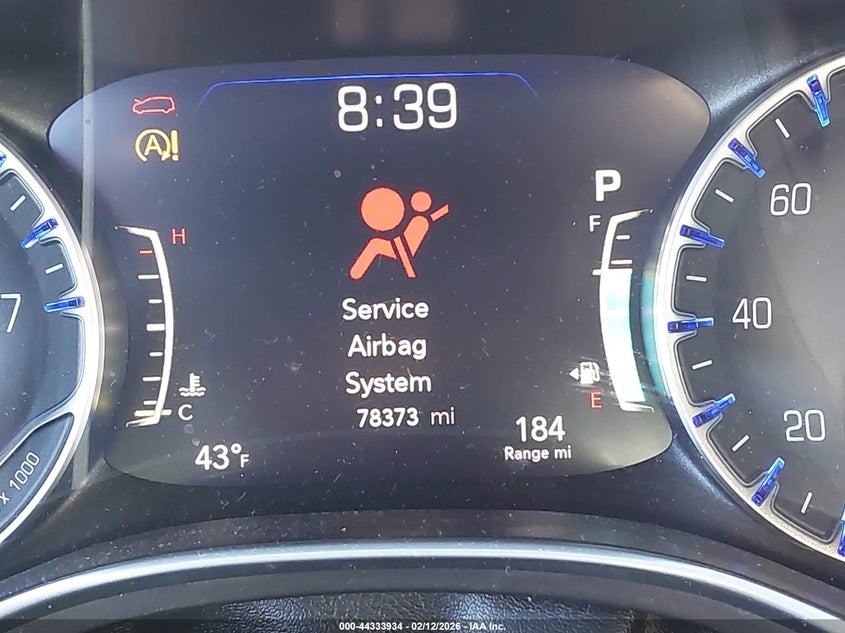 8:39
A!
P
F
H
60
7
Service
40
Airbag
System
E
C
78373 mi
184
20
43°F
Range mi
x 1000
000-44333934 - 02/12/2026 - IAA Inc.